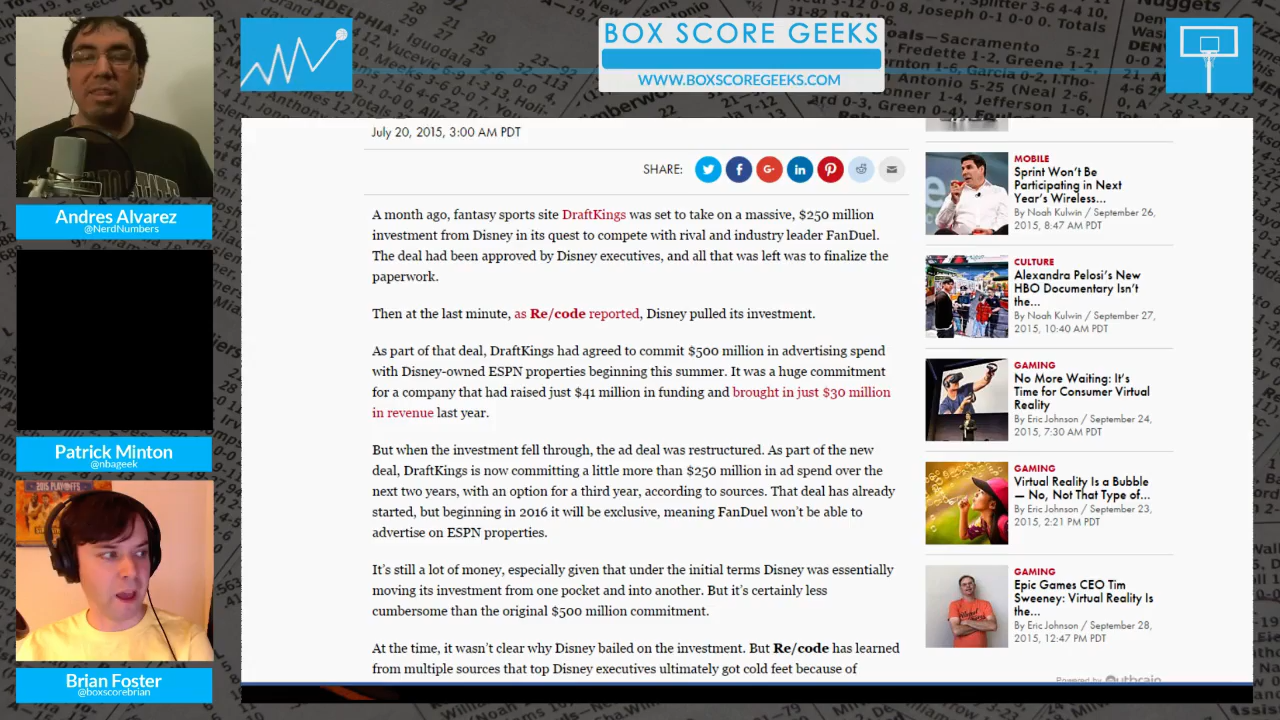 BOX SCORE GEEKS
WWW.BOXSCOREGEEKS.COM
Andres Alvarez
@NerdNumbers
Patrick Minton
@nbageek
2015 PLAYOFFS
Brian Foster
@boxscorebrian
July 20, 2015, 3:00 AM PDT
SHARE:
A month ago, fantasy sports site DraftKings was set to take on a massive, $250 million
investment from Disney in its quest to compete with rival and industry leader FanDuel.
The deal had been approved by Disney executives, and all that was left was to finalize the
paperwork.
Then at the last minute, as Re/code reported, Disney pulled its investment.
As part of that deal, DraftKings had agreed to commit $500 million in advertising spend
with Disney-owned ESPN properties beginning this summer. It was a huge commitment
for a company that had raised just $41 million in funding and brought in just $30 million
in revenue last year.
But when the investment fell through, the ad deal was restructured. As part of the new
deal, DraftKings is now committing a little more than $250 million in ad spend over the
next two years, with an option for a third year, according to sources. That deal has already
started, but beginning in 2016 it will be exclusive, meaning FanDuel won't be able to
advertise on ESPN properties.
It's still a lot of money, especially given that under the initial terms Disney was essentially
moving its investment from one pocket and into another. But it's certainly less
cumbersome than the original $500 million commitment.
At the time, it wasn't clear why Disney bailed on the investment. But Re/code has learned
from multiple sources that top Disney executives ultimately got cold feet because of
MOBILE
Sprint Won't Be
Participating in Next
Year's Wireless...
By Noah Kulwin / September 26,
2015, 8:47 AM PDT
CULTURE
Alexandra Pelosi's New
HBO Documentary Isn't
the...
By Noah Kulwin / September 27,
2015, 10:40 AM PDT
GAMING
No More Waiting: It's
Time for Consumer Virtual
Reality
By Eric Johnson / September 24,
2015, 7:30 AM PDT
GAMING
Virtual Reality Is a Bubble
— No, Not That Type of...
By Eric Johnson / September 23,
2015, 2:21 PM PDT
GAMING
Epic Games CEO Tim
Sweeney: Virtual Reality Is
the...
By Eric Johnson / September 28,
2015, 12:47 PM PDT
Powered by Outbrain